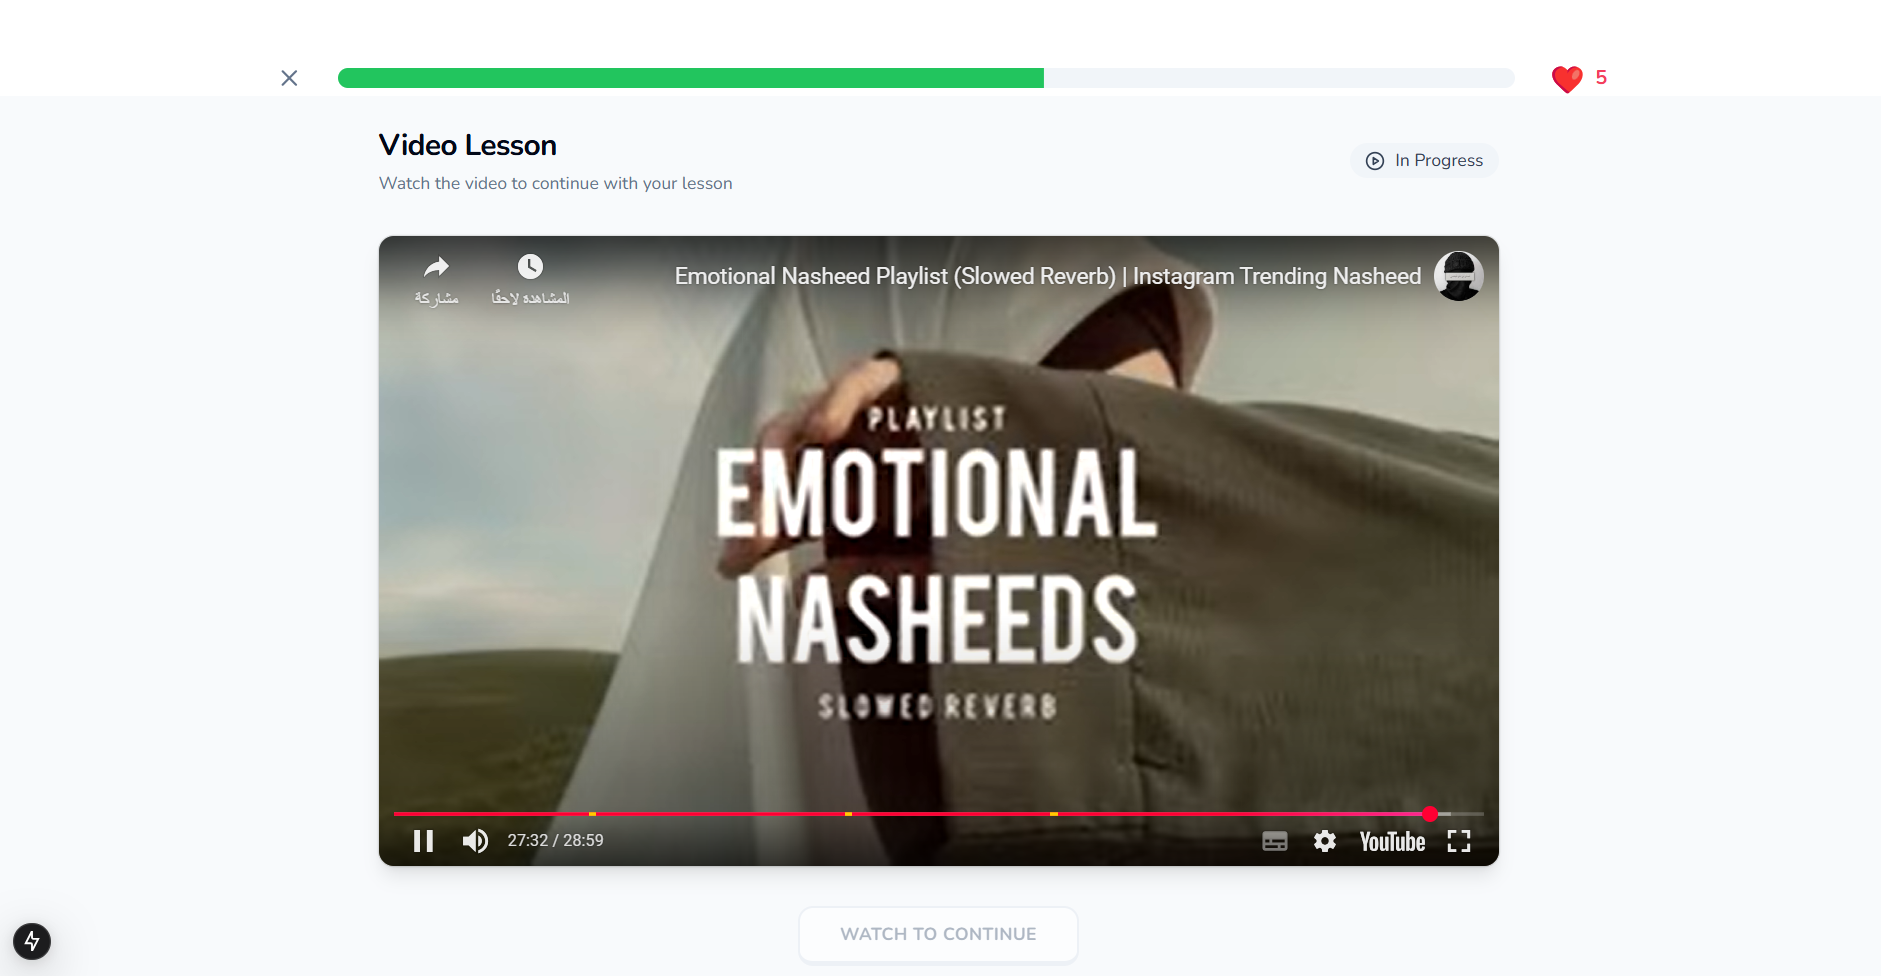 5
Video Lesson
Watch the video to continue with your lesson
In Progress
مشاركة
المشاهدة لاحقًا
Emotional Nasheed Playlist (Slowed Reverb) | Instagram Trending Nasheed
PLAYLIST
EMOTIONAL
NASHEEDS
SLOWED REVERB
27:32 / 28:59
YouTube
WATCH TO CONTINUE